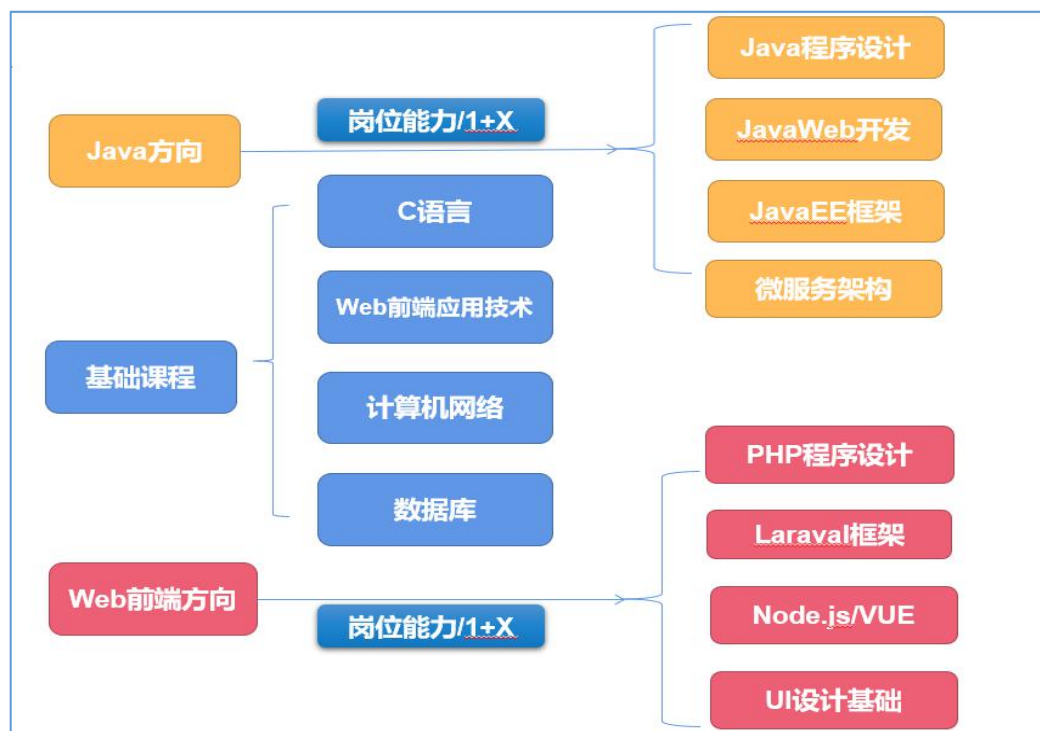 Java程序设计
岗位能力/1+X
JavaWeb开发
Java方向
C语言
JavaEE框架
微服务架构
Web前端应用技术
基础课程
计算机网络
PHP程序设计
数据库
Laraval框架
Web前端方向
Node.js/VUE
岗位能力/1+X
UI设计基础